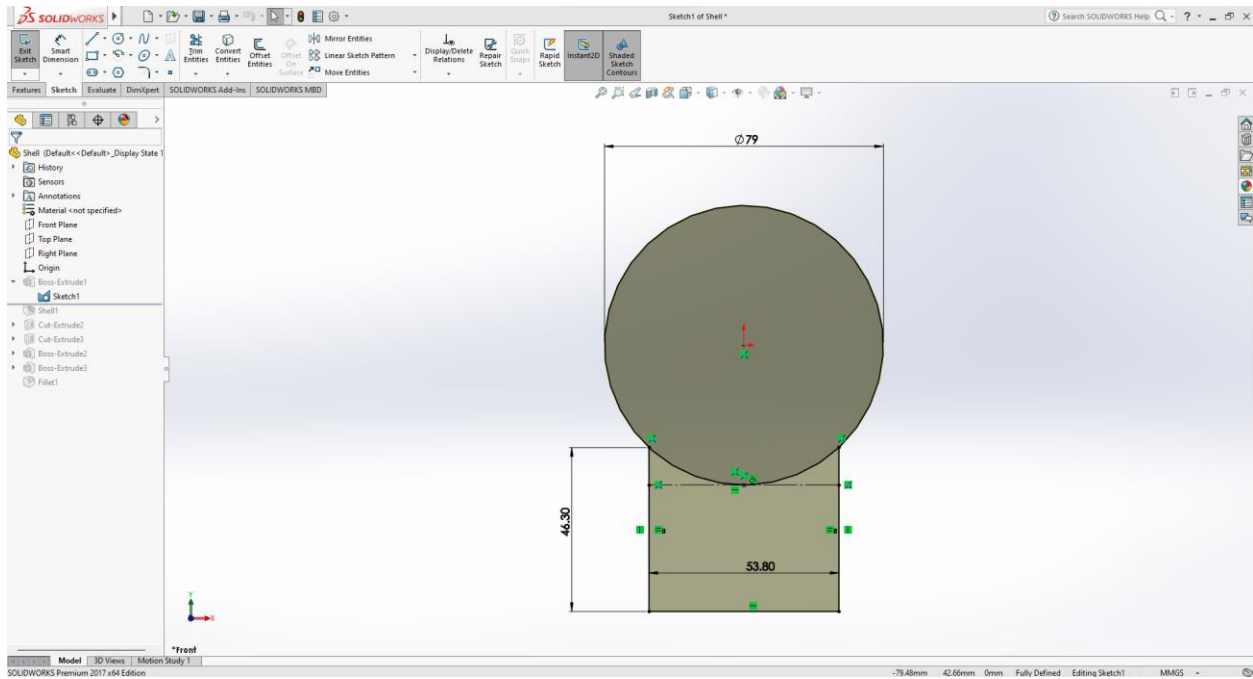 SOLIDWORKS
Sketch1 of Shell *
Search SOLIDWORKS Help
Exit Sketch
Smart Dimension
Trim Entities
Convert Entities
Offset Entities
Offset On Surface
Mirror Entities
Linear Sketch Pattern
Move Entities
Display/Delete Relations
Repair Sketch
Quick Snaps
Rapid Sketch
Instant2D
Shaded Sketch Contours
Features Sketch Evaluate DimXpert SOLIDWORKS Add-Ins SOLIDWORKS MBD
Shell (Default<<Default>_Display State 1
History
Sensors
Annotations
Material <not specified>
Front Plane
Top Plane
Right Plane
Origin
Boss-Extrude1
Sketch1
Shell1
Cut-Extrude2
Cut-Extrude3
Boss-Extrude2
Boss-Extrude3
Fillet1
∅79
46.30
53.80
Y
X
*Front
Model 3D Views Motion Study 1
SOLIDWORKS Premium 2017 x64 Edition
-79.48mm 42.66mm 0mm Fully Defined Editing Sketch1 MMGS